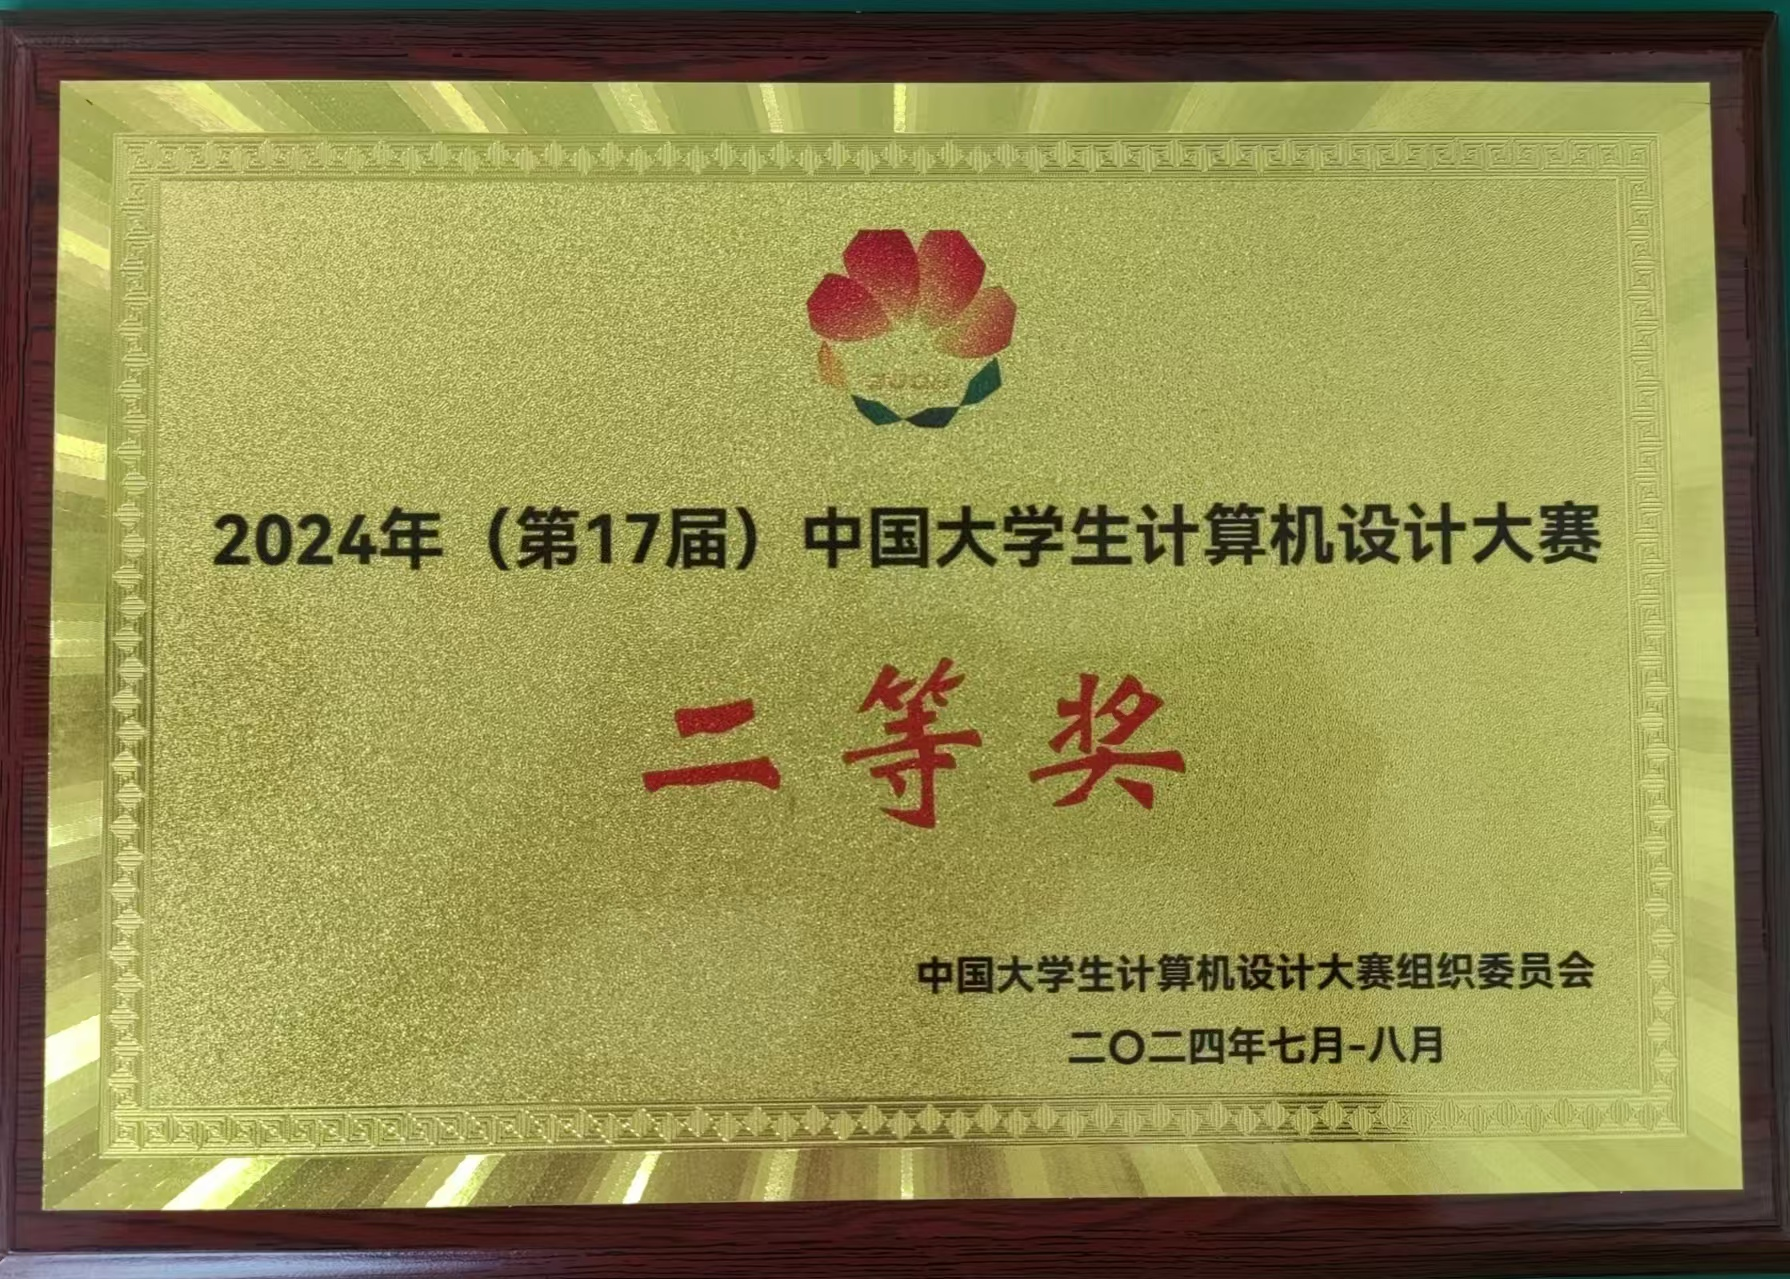 2024年（第17届）中国大学生计算机设计大赛
二等奖
中国大学生计算机设计大赛组织委员会
二〇二四年七月-八月